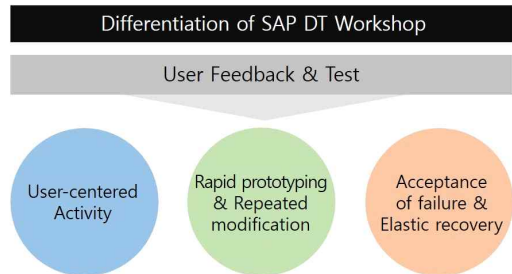 Differentiation of SAP DT Workshop
User Feedback & Test
User-centered
Activity
Rapid prototyping
& Repeated
modification
Acceptance
of failure &
Elastic recovery